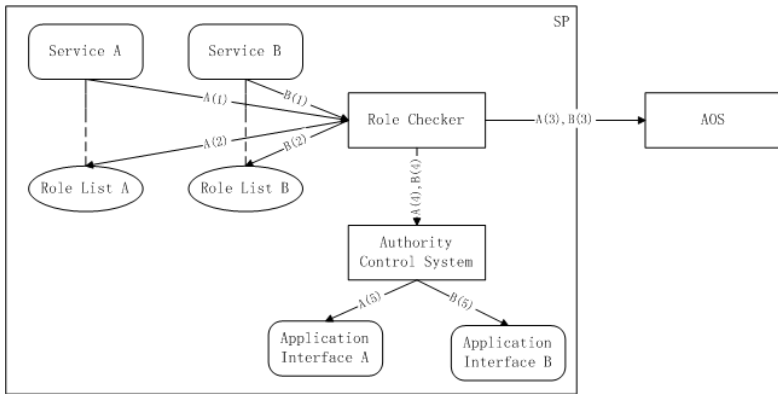 SP
Service A
Service B
A(1)
B(1)
Role Checker
A(3),B(3)
AOS
A(2)
B(2)
Role List A
Role List B
A(4),B(4)
Authority
Control System
A(5)
B(5)
Application
Interface A
Application
Interface B